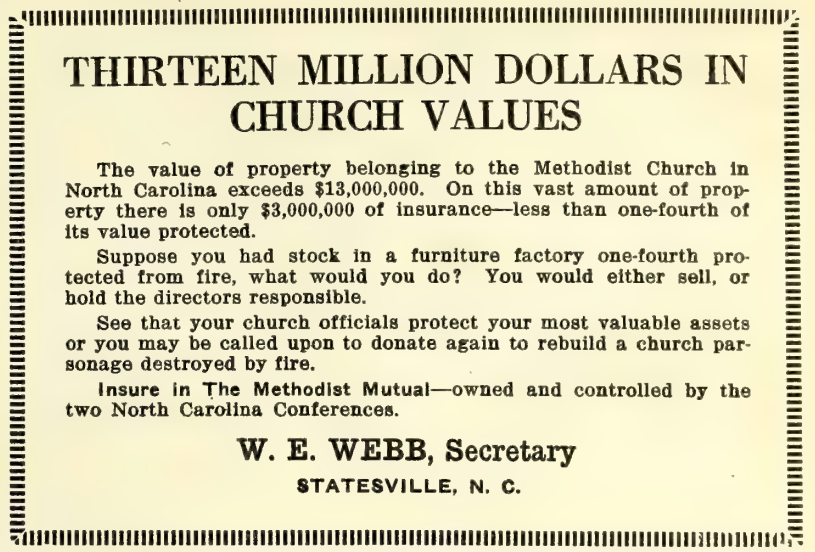 THIRTEEN MILLION DOLLARS IN
CHURCH VALUES
The value of property belonging to the Methodist Church in
North Carolina exceeds $13,000,000. On this vast amount of prop-
erty there is only $3,000,000 of insurance—less than one-fourth of
its value protected.
Suppose you had stock in a furniture factory one-fourth pro-
tected from fire, what would you do? You would either sell, or
hold the directors responsible.
See that your church officials protect your most valuable assets
or you may be called upon to donate again to rebuild a church par-
sonage destroyed by fire.
Insure in The Methodist Mutual—owned and controlled by the
two North Carolina Conferences.
W. E. WEBB, Secretary
STATESVILLE, N. C.